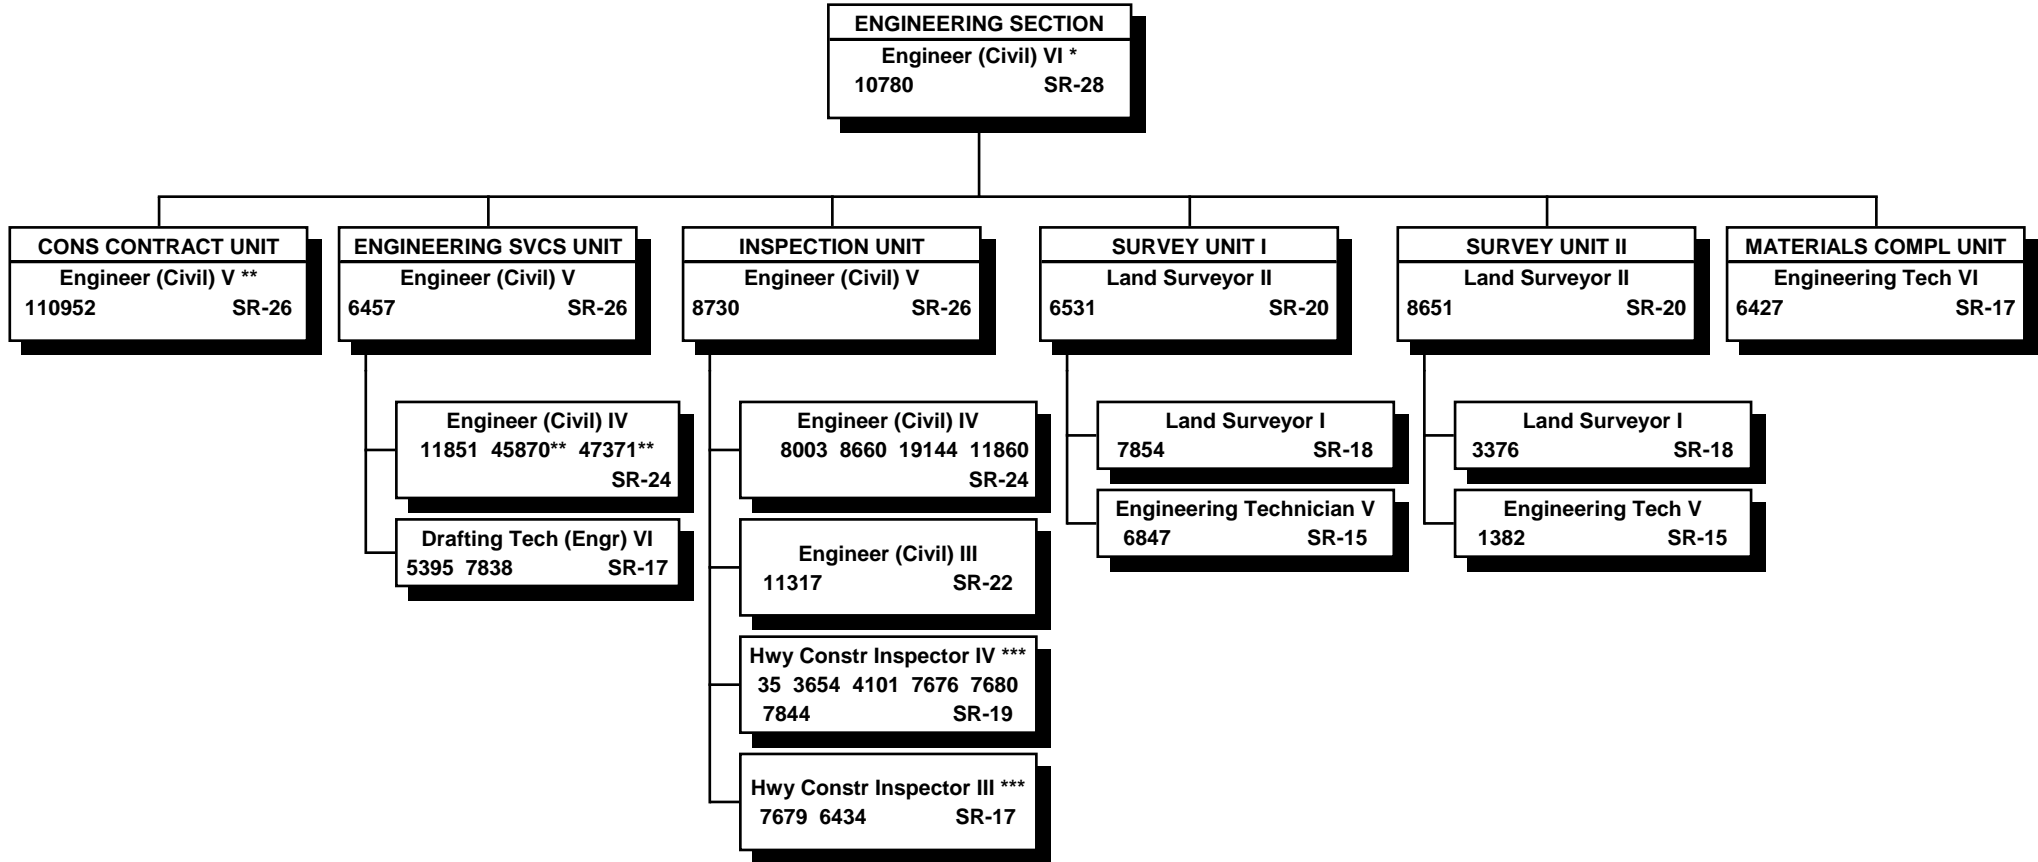 ENGINEERING SECTION
Engineer (Civil) VI *
10780 SR-28
CONS CONTRACT UNIT
Engineer (Civil) V **
110952 SR-26
ENGINEERING SVCS UNIT
Engineer (Civil) V
6457 SR-26
Engineer (Civil) IV
11851 45870** 47371**
SR-24
Drafting Tech (Engr) VI
5395 7838 SR-17
INSPECTION UNIT
Engineer (Civil) V
8730 SR-26
Engineer (Civil) IV
8003 8660 19144 11860
SR-24
Engineer (Civil) III
11317 SR-22
Hwy Constr Inspector IV ***
35 3654 4101 7676 7680
7844 SR-19
Hwy Constr Inspector III ***
7679 6434 SR-17
SURVEY UNIT I
Land Surveyor II
6531 SR-20
Land Surveyor I
7854 SR-18
Engineering Technician V
6847 SR-15
SURVEY UNIT II
Land Surveyor II
8651 SR-20
Land Surveyor I
3376 SR-18
Engineering Tech V
1382 SR-15
MATERIALS COMPL UNIT
Engineering Tech VI
6427 SR-17